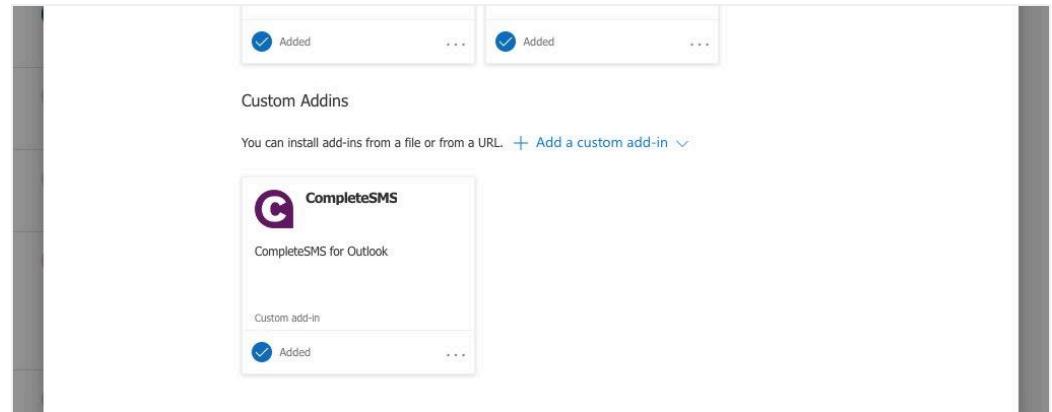 Added ... Added ...
Custom Addins
You can install add-ins from a file or from a URL. + Add a custom add-in
CompleteSMS
CompleteSMS for Outlook
Custom add-in
Added ...